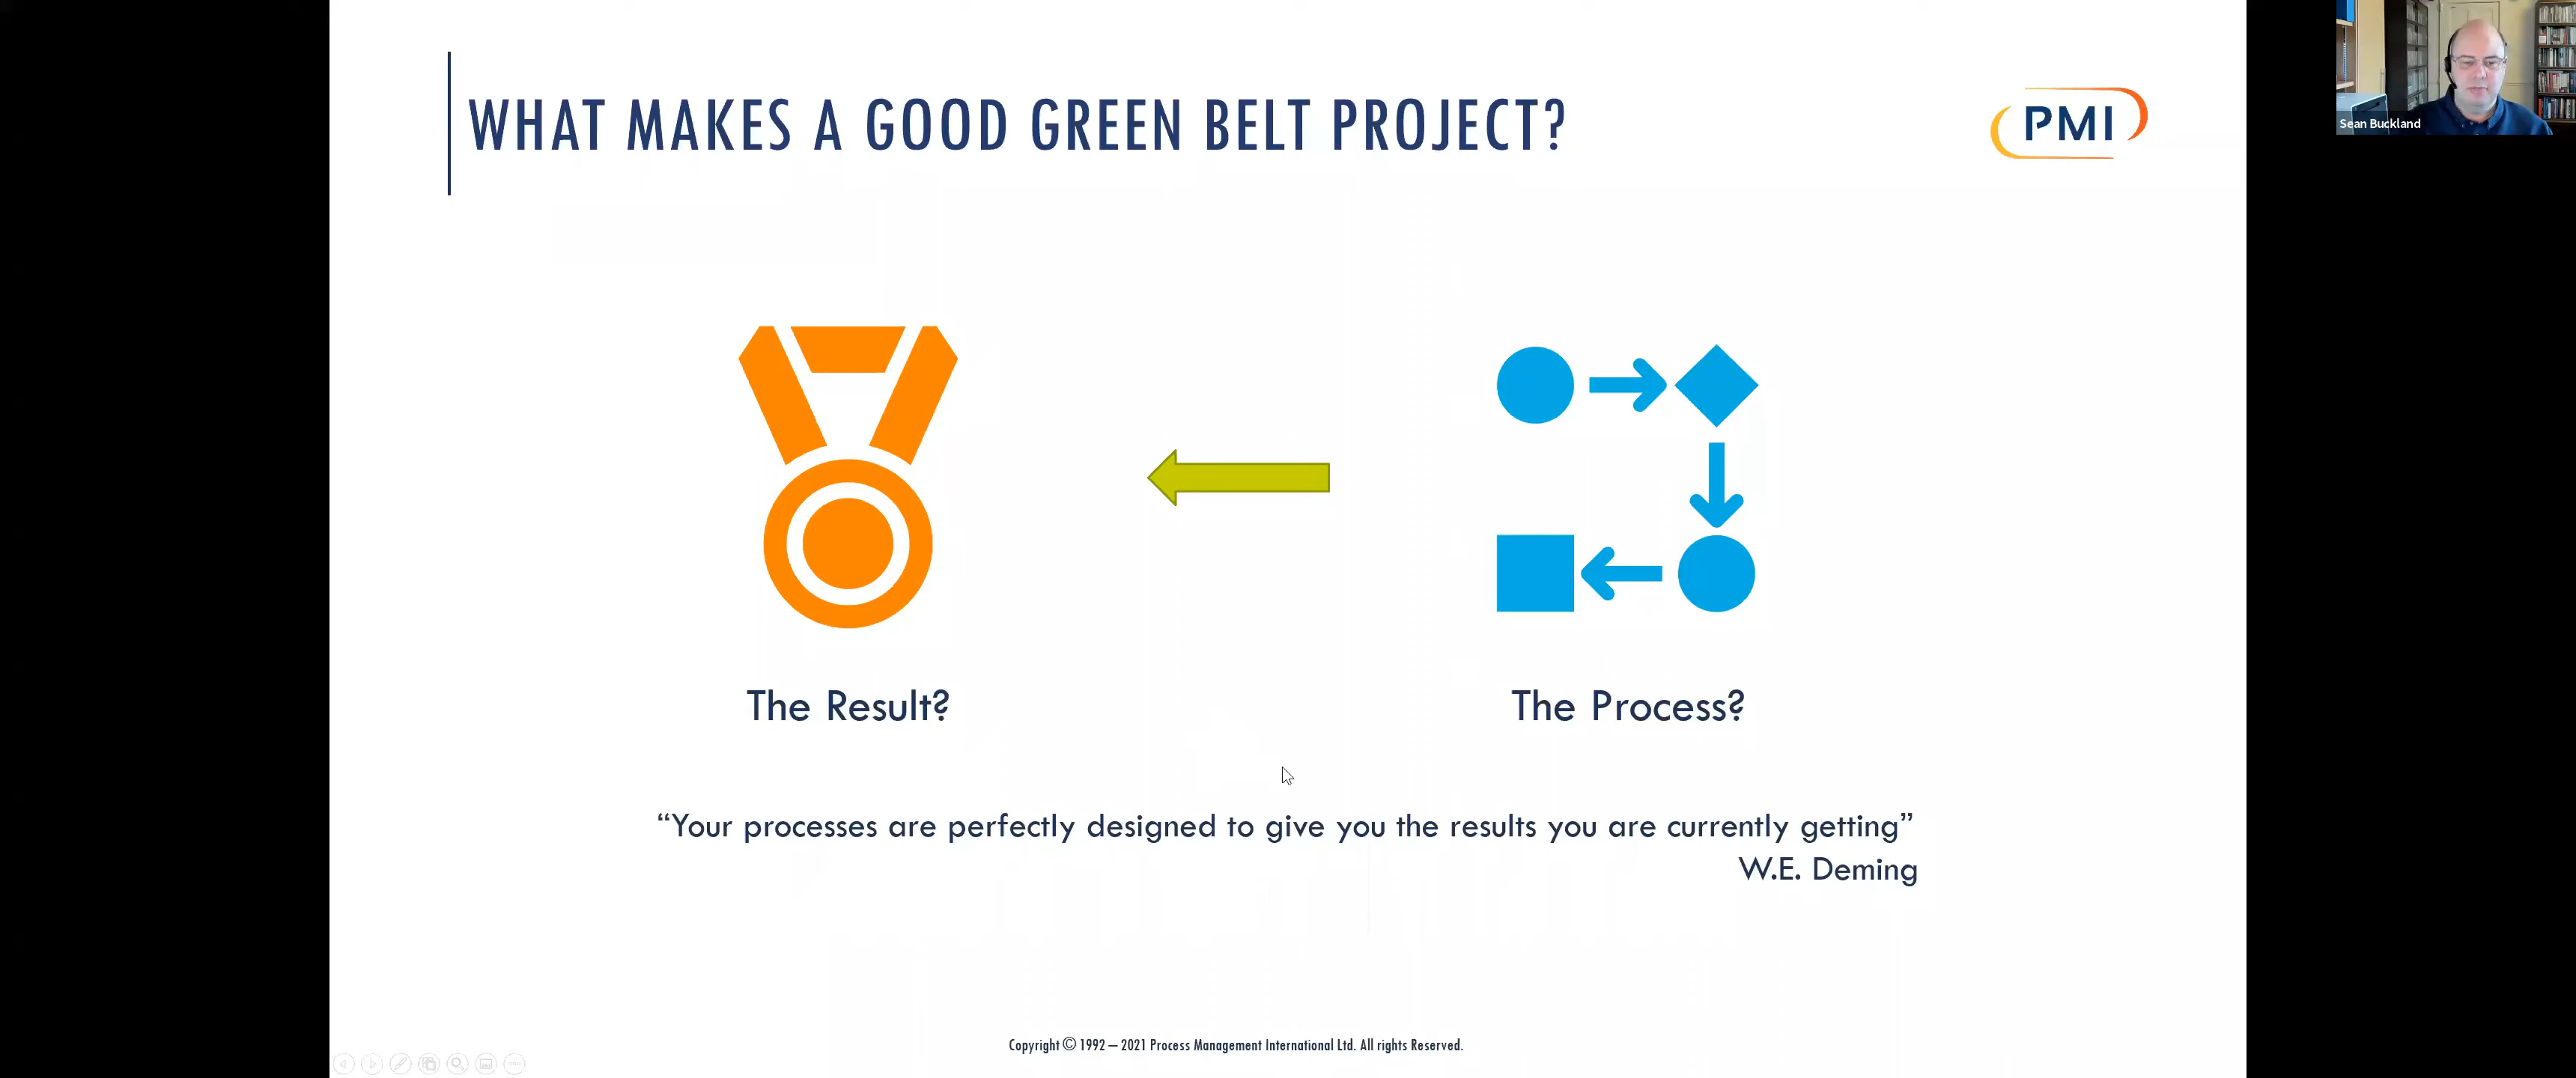 WHAT MAKES A GOOD GREEN BELT PROJECT?
PMI
Sean Buckland
The Result?
The Process?
“Your processes are perfectly designed to give you the results you are currently getting”
W.E. Deming
Copyright © 1992 – 2021 Process Management International Ltd. All rights Reserved.